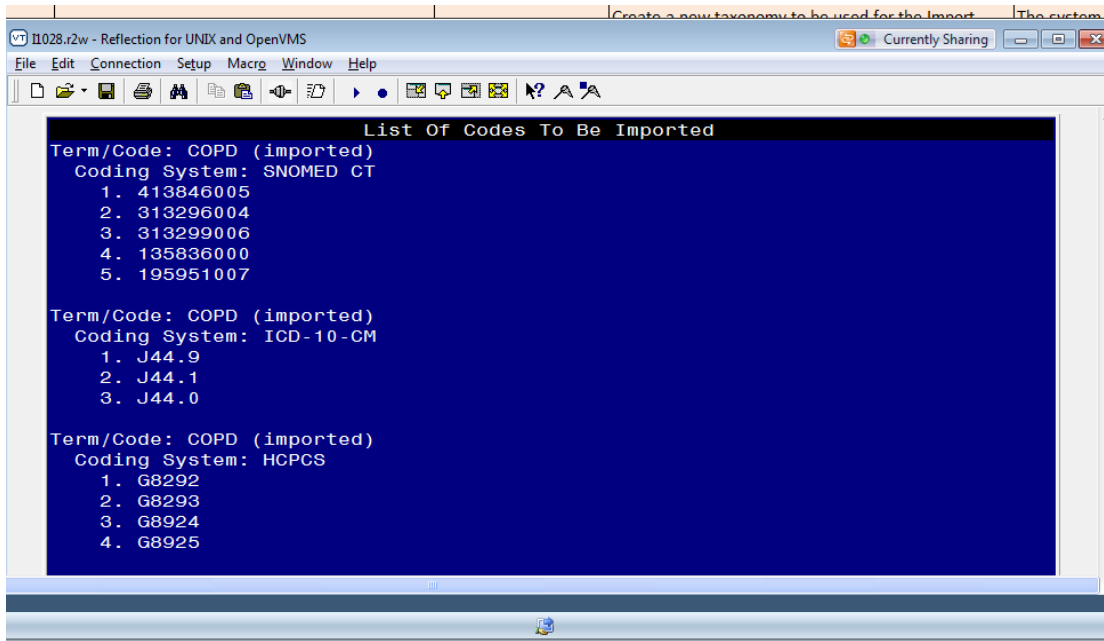 Create a new taxonomy to be used for the Import The system
I1028.r2w - Reflection for UNIX and OpenVMS Currently Sharing
File Edit Connection Setup Macro Window Help
List Of Codes To Be Imported
Term/Code: COPD (imported)
Coding System: SNOMED CT
1. 413846005
2. 313296004
3. 313299006
4. 135836000
5. 195951007
Term/Code: COPD (imported)
Coding System: ICD-10-CM
1. J44.9
2. J44.1
3. J44.0
Term/Code: COPD (imported)
Coding System: HCPCS
1. G8292
2. G8293
3. G8924
4. G8925